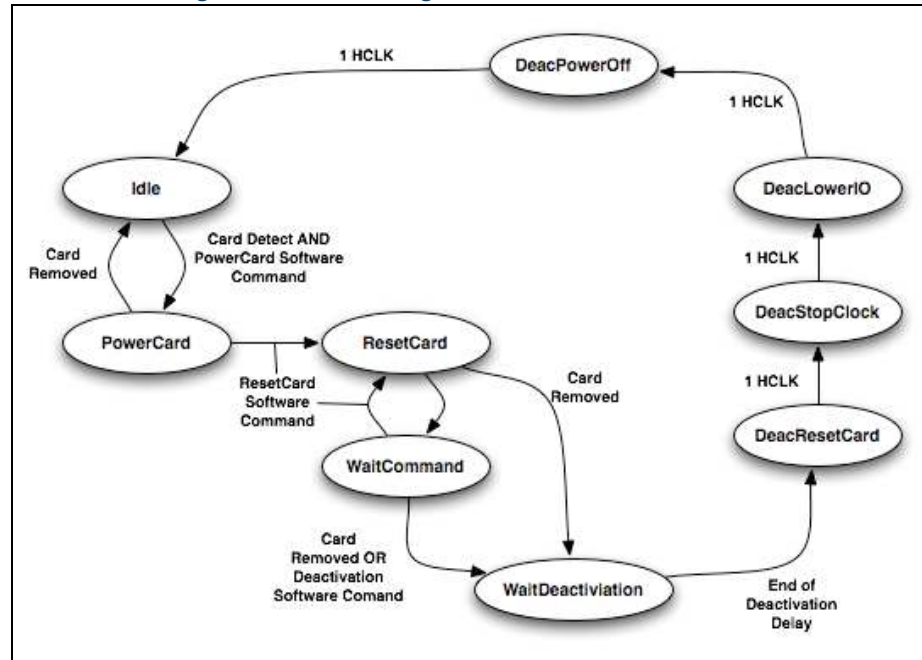 1 HCLK
DeacPowerOff
1 HCLK
Idle
DeacLowerIO
Card
Removed
Card Detect AND
PowerCard Software
Command
1 HCLK
DeacStopClock
PowerCard
ResetCard
1 HCLK
ResetCard
Software
Command
Card
Removed
DeacResetCard
WaitCommand
Card
Removed OR
Deactivation
Software Comand
WaitDeactiviation
End of
Deactivation
Delay